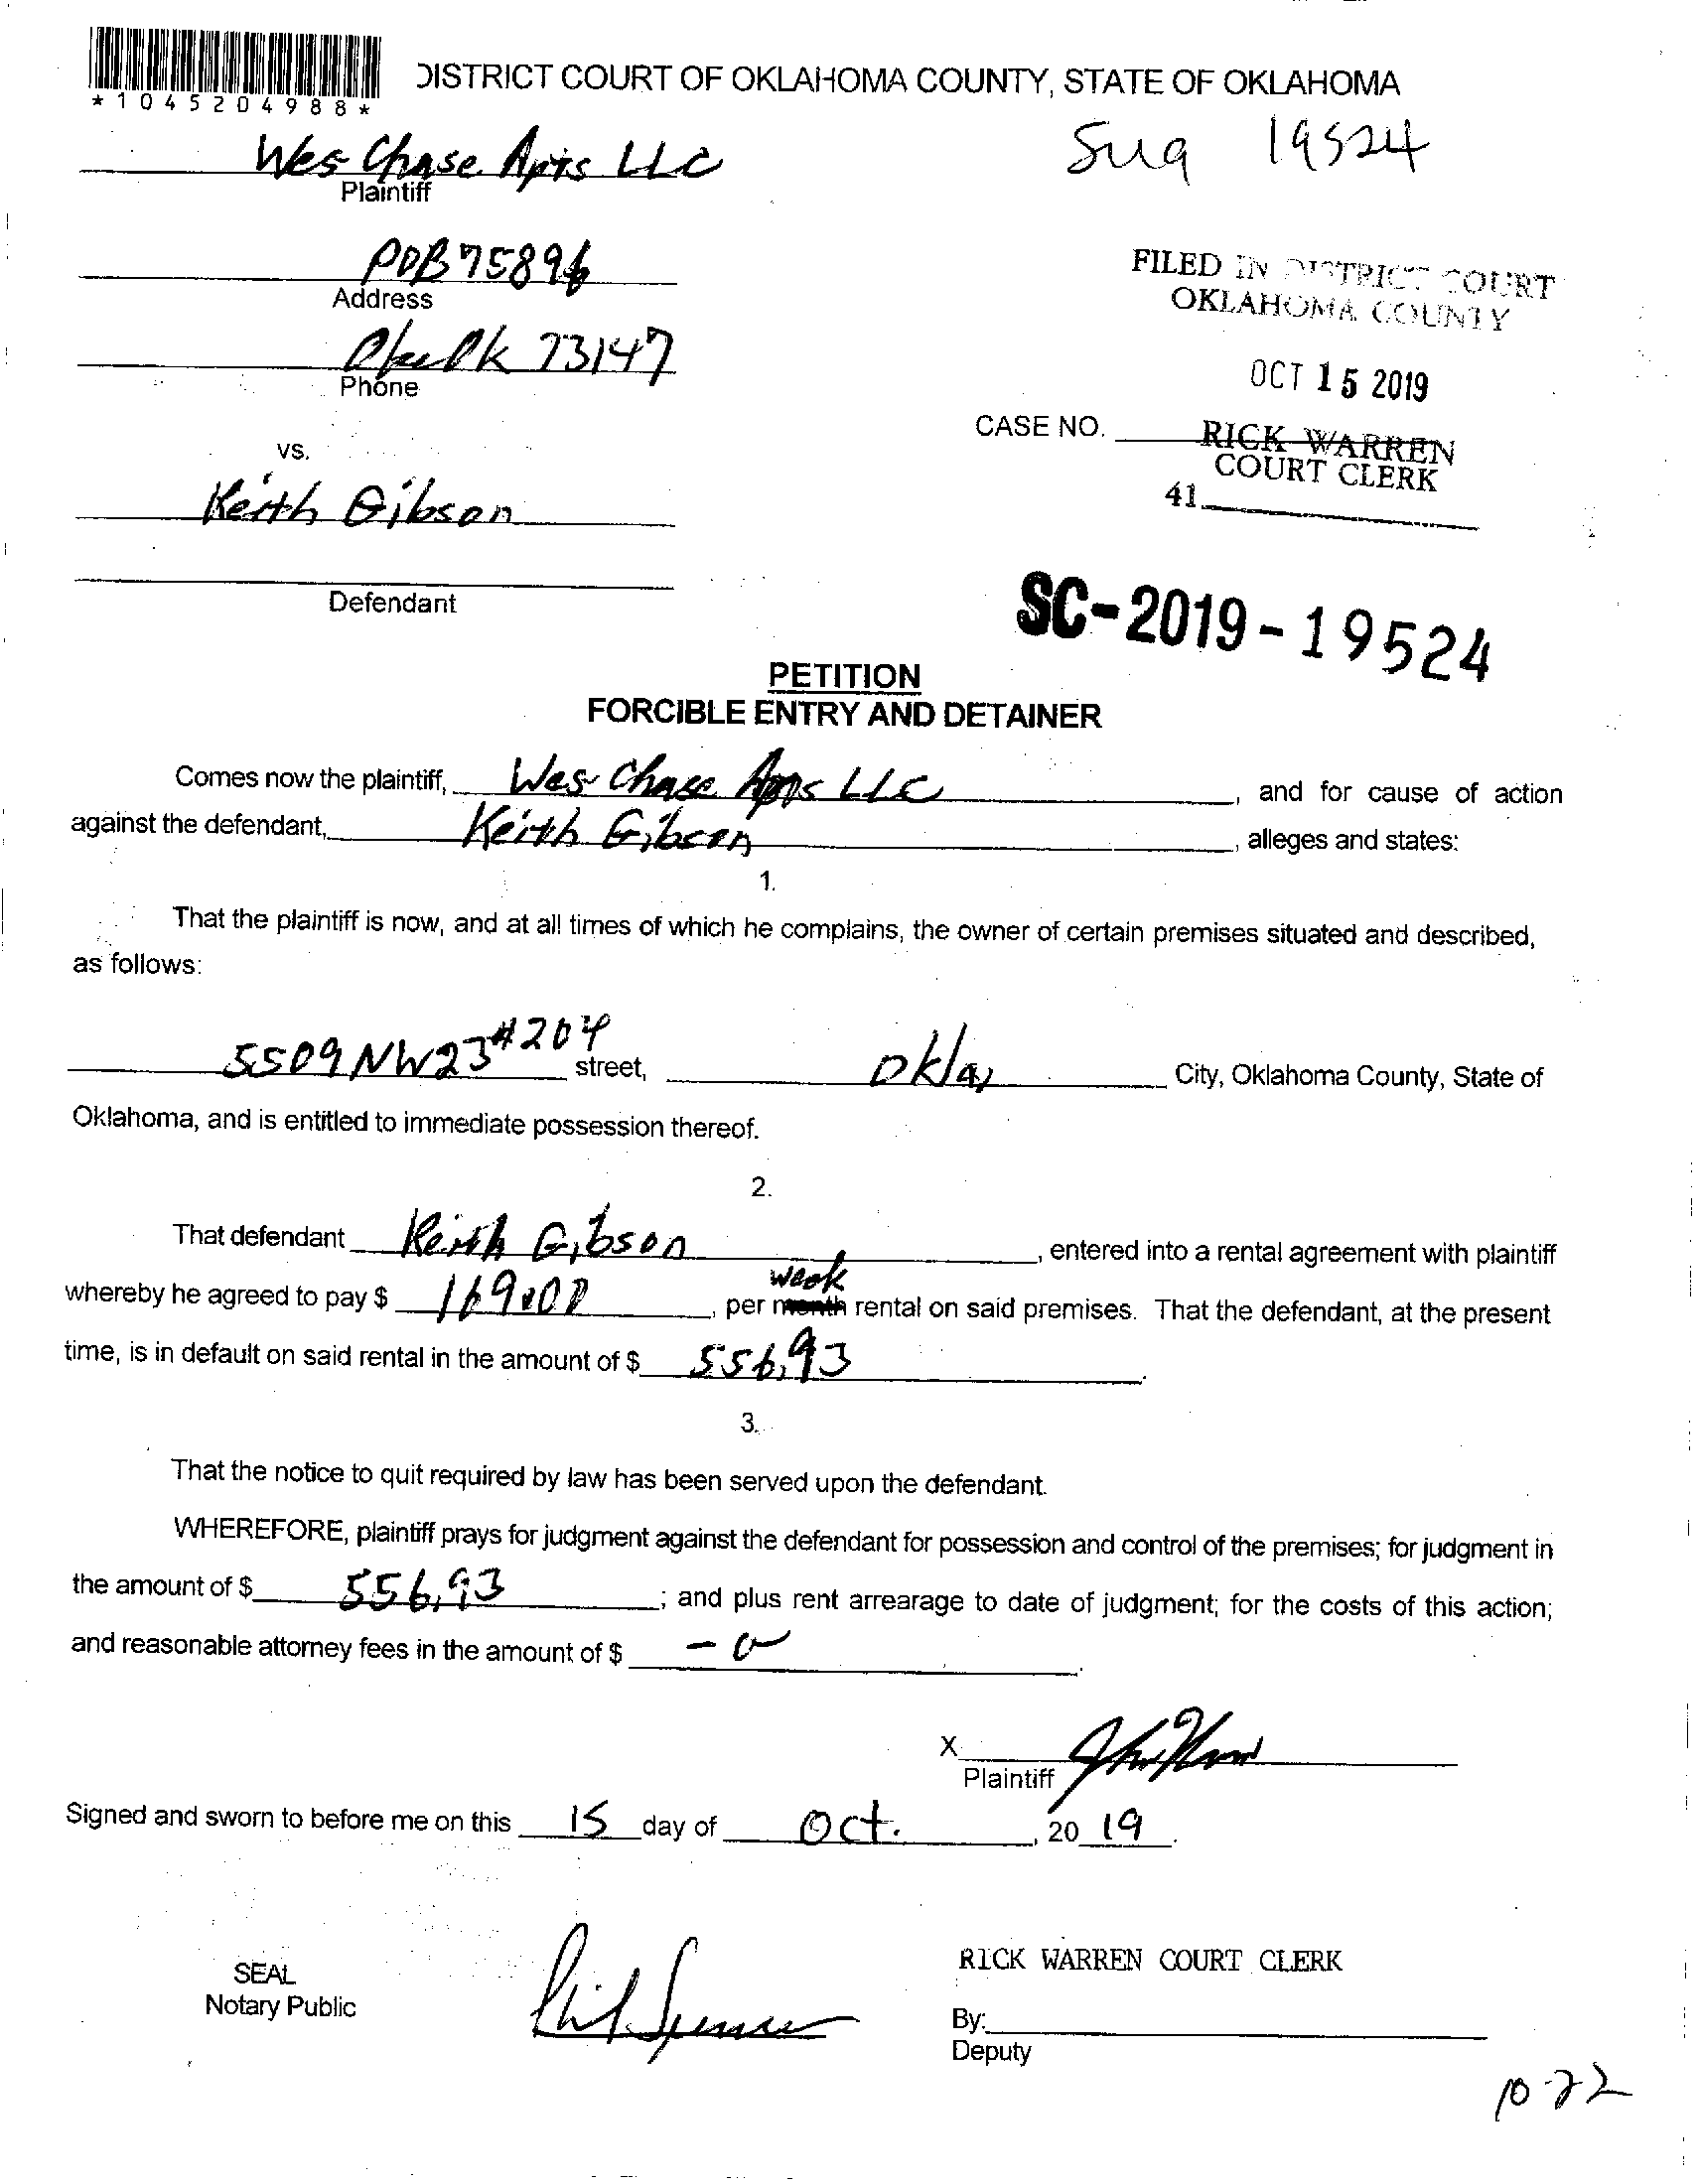 *1045204988*
DISTRICT COURT OF OKLAHOMA COUNTY, STATE OF OKLAHOMA
Wes Chase Apts LLC
Plaintiff
19524
POB 75896
Address
73147
Phone
FILED IN DISTRICT COURT
OKLAHOMA COUNTY
OCT 15 2019
CASE NO.
RICK WARREN
COURT CLERK
41
vs.
Keith Gibson
Defendant
SC-2019-19524
PETITION
FORCIBLE ENTRY AND DETAINER
Comes now the plaintiff, Wes Chase Apts LLC, and for cause of action
against the defendant, Keith Gibson, alleges and states:
1.
That the plaintiff is now, and at all times of which he complains, the owner of certain premises situated and described,
as follows:
5509 NW 23 #204 street, Okla, City, Oklahoma County, State of
Oklahoma, and is entitled to immediate possession thereof.
2.
That defendant Keith Gibson, entered into a rental agreement with plaintiff
week
whereby he agreed to pay $ 169.00, per month rental on said premises. That the defendant, at the present
time, is in default on said rental in the amount of $ 556.93.
3.
That the notice to quit required by law has been served upon the defendant.
WHEREFORE, plaintiff prays for judgment against the defendant for possession and control of the premises; for judgment in
the amount of $ 556.93; and plus rent arrearage to date of judgment; for the costs of this action;
and reasonable attorney fees in the amount of $ -0-.
X
Plaintiff
Signed and sworn to before me on this 15 day of Oct., 20 19.
SEAL
Notary Public
RICK WARREN COURT CLERK
By:
Deputy
10-22